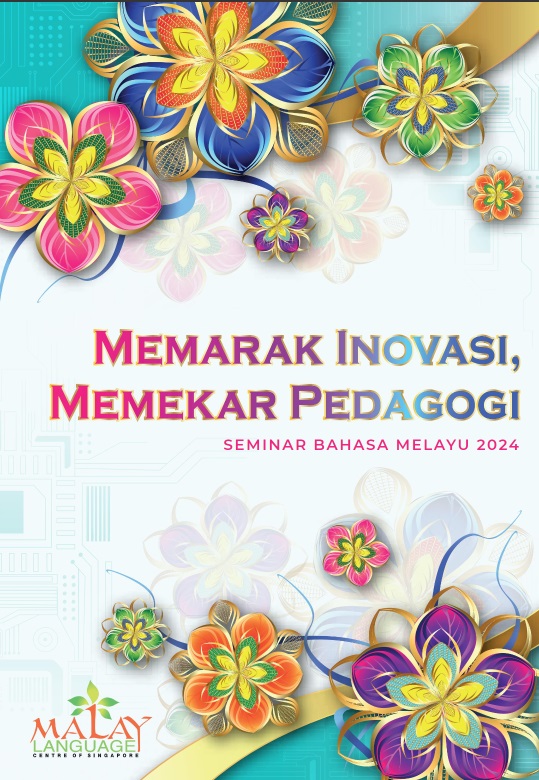 MEMARAK INOVASI,
MEMEKAR PEDAGOGI
SEMINAR BAHASA MELAYU 2024
MALAY
LANGUAGE
CENTRE OF SINGAPORE